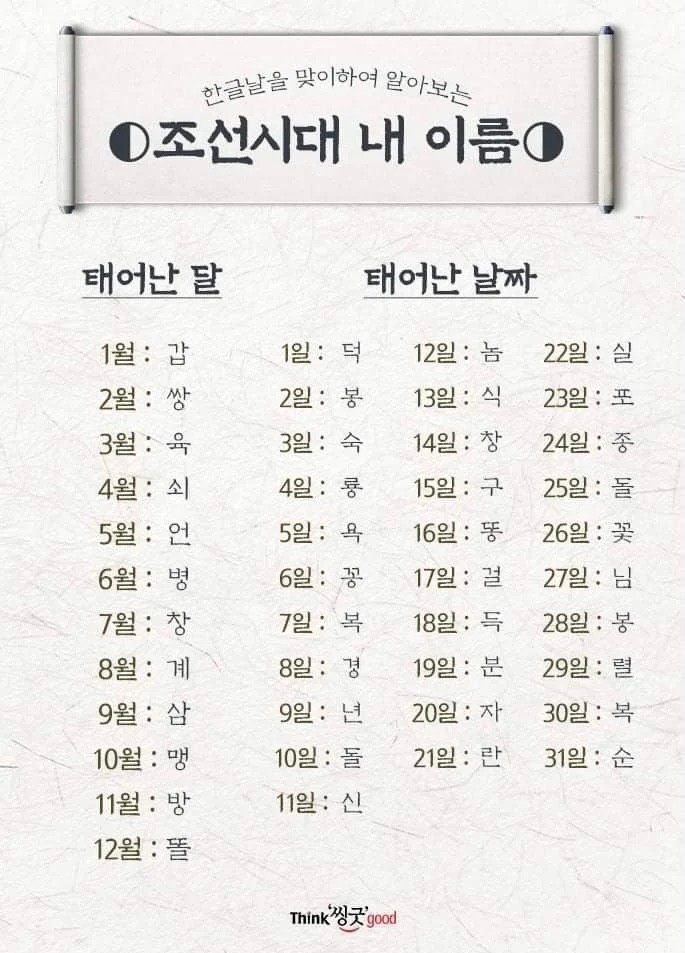 한글날을 맞이하여 알아보는
조선시대 내 이름
태어난 달
1월 : 갑
2월 : 쌍
3월 : 육
4월 : 쇠
5월 : 언
6월 : 병
7월 : 창
8월 : 계
9월 : 삼
10월 : 맹
11월 : 방
12월 : 똘
태어난 날짜
1일 : 덕
2일 : 봉
3일 : 숙
4일 : 룡
5일 : 욕
6일 : 꽁
7일 : 복
8일 : 경
9일 : 년
10일 : 돌
11일 : 신
12일 : 놈
13일 : 식
14일 : 창
15일 : 구
16일 : 똥
17일 : 걸
18일 : 득
19일 : 분
20일 : 자
21일 : 란
22일 : 실
23일 : 포
24일 : 종
25일 : 돌
26일 : 꽃
27일 : 님
28일 : 봉
29일 : 렬
30일 : 복
31일 : 순
Think '씽굿' good